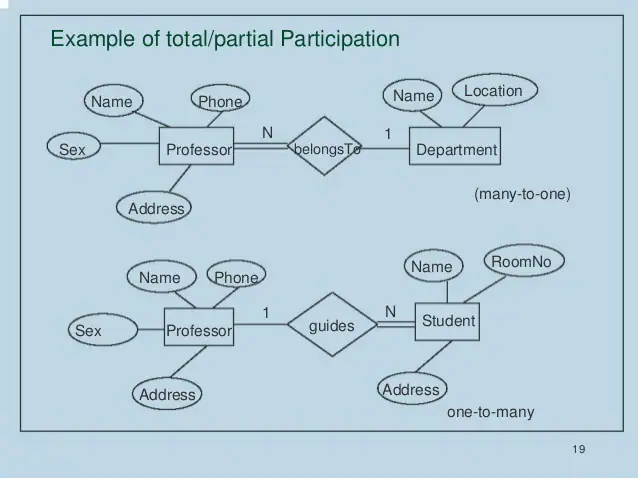 Example of total/partial Participation
Name
Phone
Name
Location
Sex
Professor
N
belongsTo
1
Department
Address
(many-to-one)
Name
Phone
Name
RoomNo
Sex
Professor
1
guides
N
Student
Address
Address
one-to-many
19